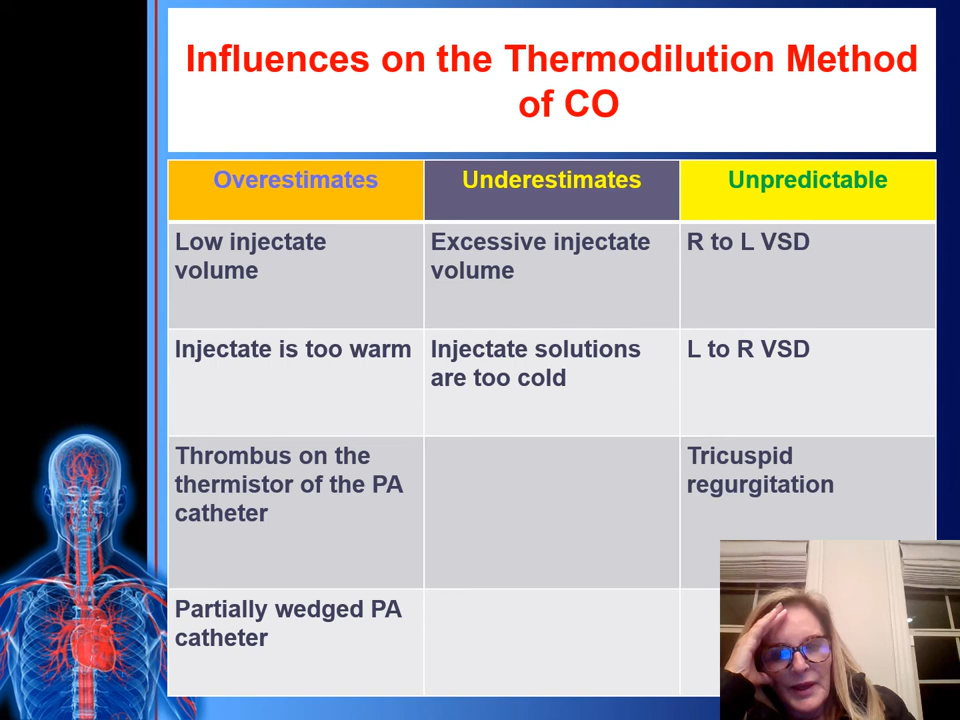 Influences on the Thermodilution Method
of CO
Overestimates
Underestimates
Unpredictable
Low injectate
volume
Excessive injectate
volume
R to L VSD
Injectate is too warm
Injectate solutions
are too cold
L to R VSD
Thrombus on the
thermistor of the PA
catheter
Tricuspid
regurgitation
Partially wedged PA
catheter